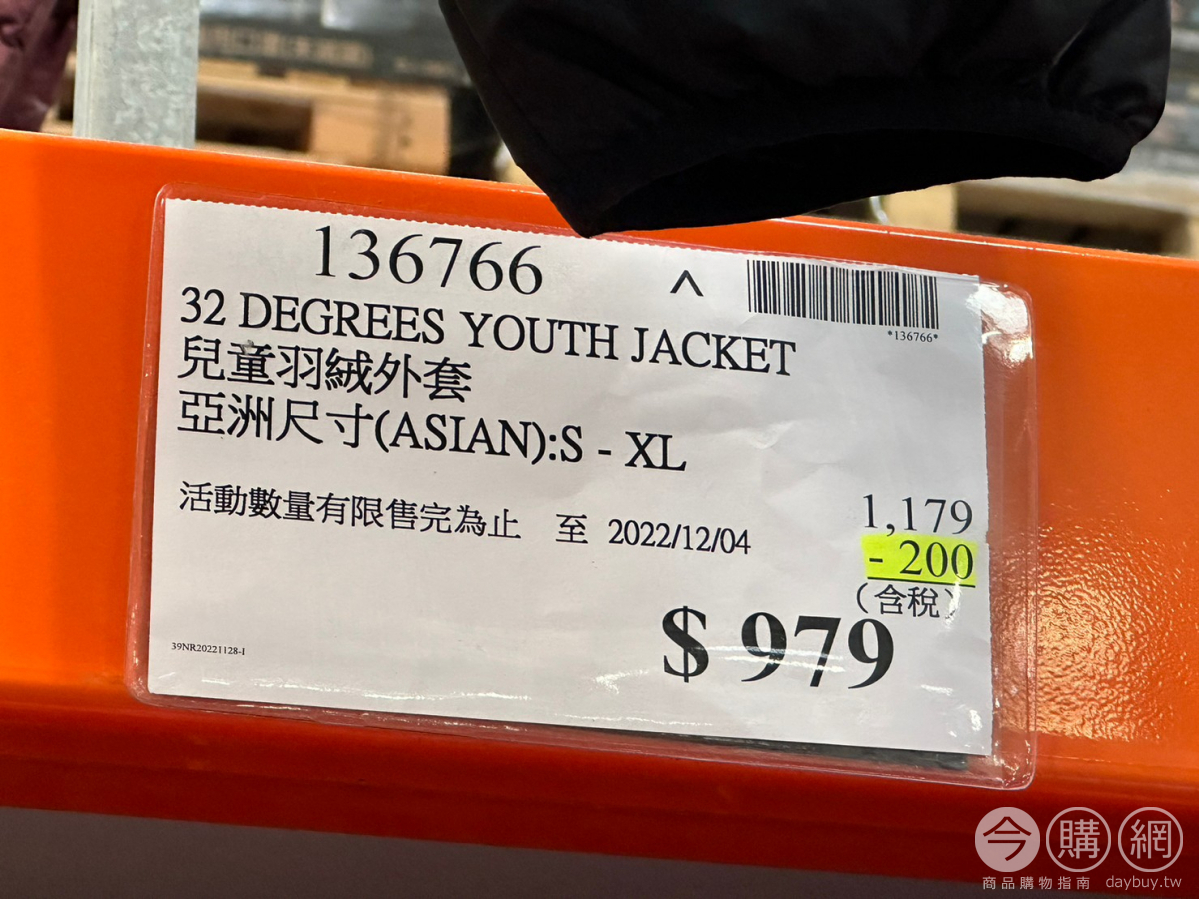 136766
^
*136766*
32 DEGREES YOUTH JACKET
兒童羽絨外套
亞洲尺寸(ASIAN):S - XL
活動數量有限售完為止 至 2022/12/04
1,179
- 200
(含稅)
$ 979
39NR20221128-1
今購網
商品購物指南 daybuy.tw